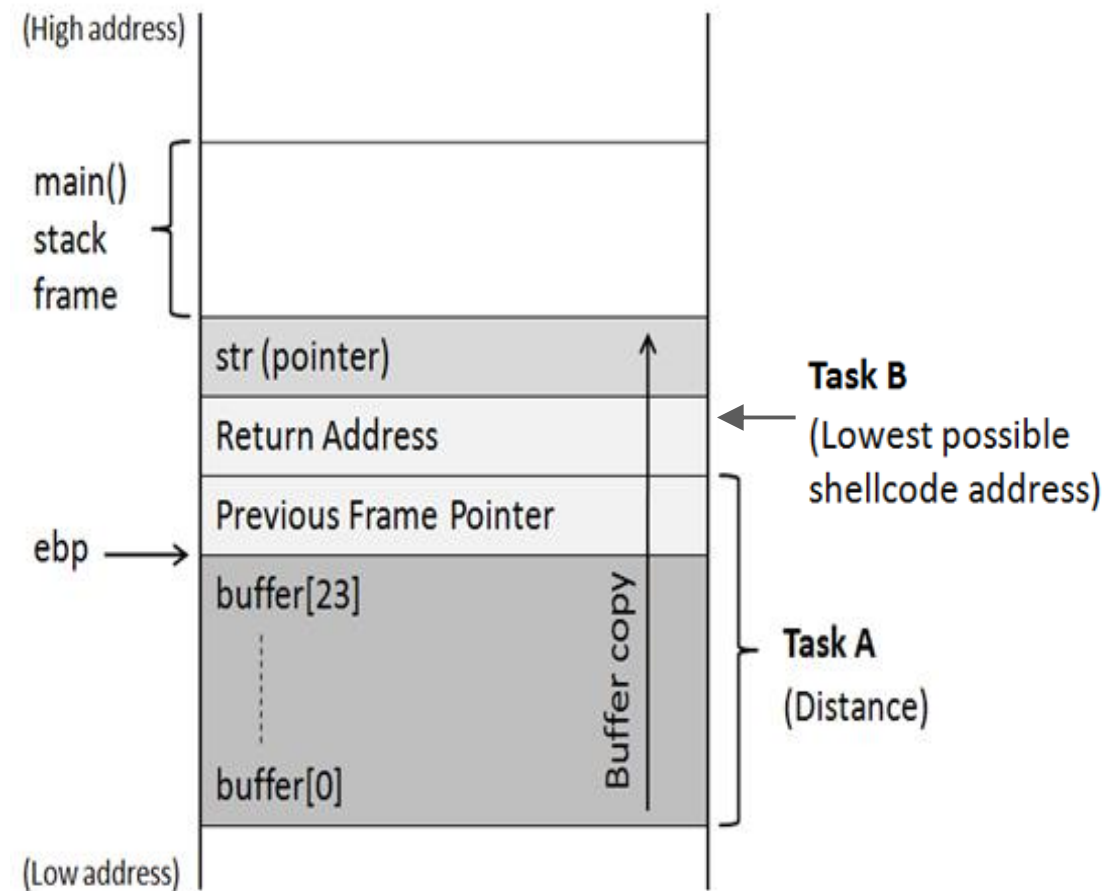 (High address)
main()
stack
frame
str (pointer)
Return Address
Previous Frame Pointer
ebp
buffer[23]
buffer[0]
Buffer copy
Task B
(Lowest possible
shellcode address)
Task A
(Distance)
(Low address)